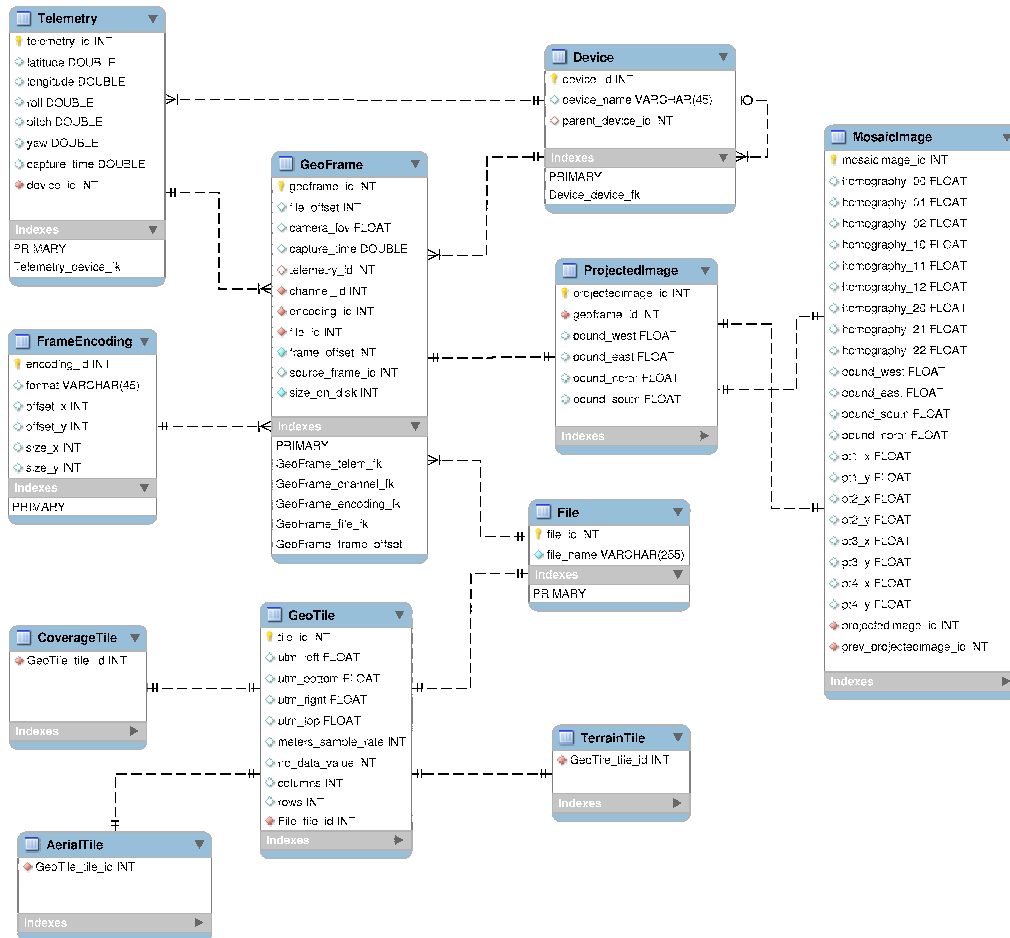 Telemetry
telemetry_id INT
latitude DOUBLE
longitude DOUBLE
roll DOUBLE
pitch DOUBLE
yaw DOUBLE
capture_time DOUBLE
device_id INT
Indexes
PRIMARY
Telemetry_device_fk
FrameEncoding
encoding_id INT
format VARCHAR(45)
offset_x INT
offset_y INT
size_x INT
size_y INT
Indexes
PRIMARY
GeoFrame
geoframe_id INT
file_offset INT
camera_fov FLOAT
capture_time DOUBLE
telemetry_id INT
channel_id INT
encoding_id INT
file_id INT
frame_offset INT
source_frame_id INT
size_on_disk INT
Indexes
PRIMARY
GeoFrame_telem_fk
GeoFrame_channel_fk
GeoFrame_encoding_fk
GeoFrame_file_fk
GeoFrame_frame_offset
Device
device_id INT
device_name VARCHAR(45)
parent_device_id INT
Indexes
PRIMARY
Device_device_fk
ProjectedImage
projectedimage_id INT
geoframe_id INT
bound_west FLOAT
bound_east FLOAT
bound_north FLOAT
bound_south FLOAT
Indexes
MosaicImage
mosaicimage_id INT
homography_00 FLOAT
homography_01 FLOAT
homography_02 FLOAT
homography_10 FLOAT
homography_11 FLOAT
homography_12 FLOAT
homography_20 FLOAT
homography_21 FLOAT
homography_22 FLOAT
bound_west FLOAT
bound_east FLOAT
bound_south FLOAT
bound_north FLOAT
pt1_x FLOAT
pt1_y FLOAT
pt2_x FLOAT
pt2_y FLOAT
pt3_x FLOAT
pt3_y FLOAT
pt4_x FLOAT
pt4_y FLOAT
projectedimage_id INT
prev_projectedimage_id INT
Indexes
File
file_id INT
file_name VARCHAR(255)
Indexes
PRIMARY
CoverageTile
GeoTile_tile_id INT
Indexes
GeoTile
tile_id INT
utm_left FLOAT
utm_bottom FLOAT
utm_right FLOAT
utm_top FLOAT
meters_sample_rate INT
no_data_value INT
columns INT
rows INT
File_file_id INT
Indexes
TerrainTile
GeoTile_tile_id INT
Indexes
AerialTile
GeoTile_tile_id INT
Indexes